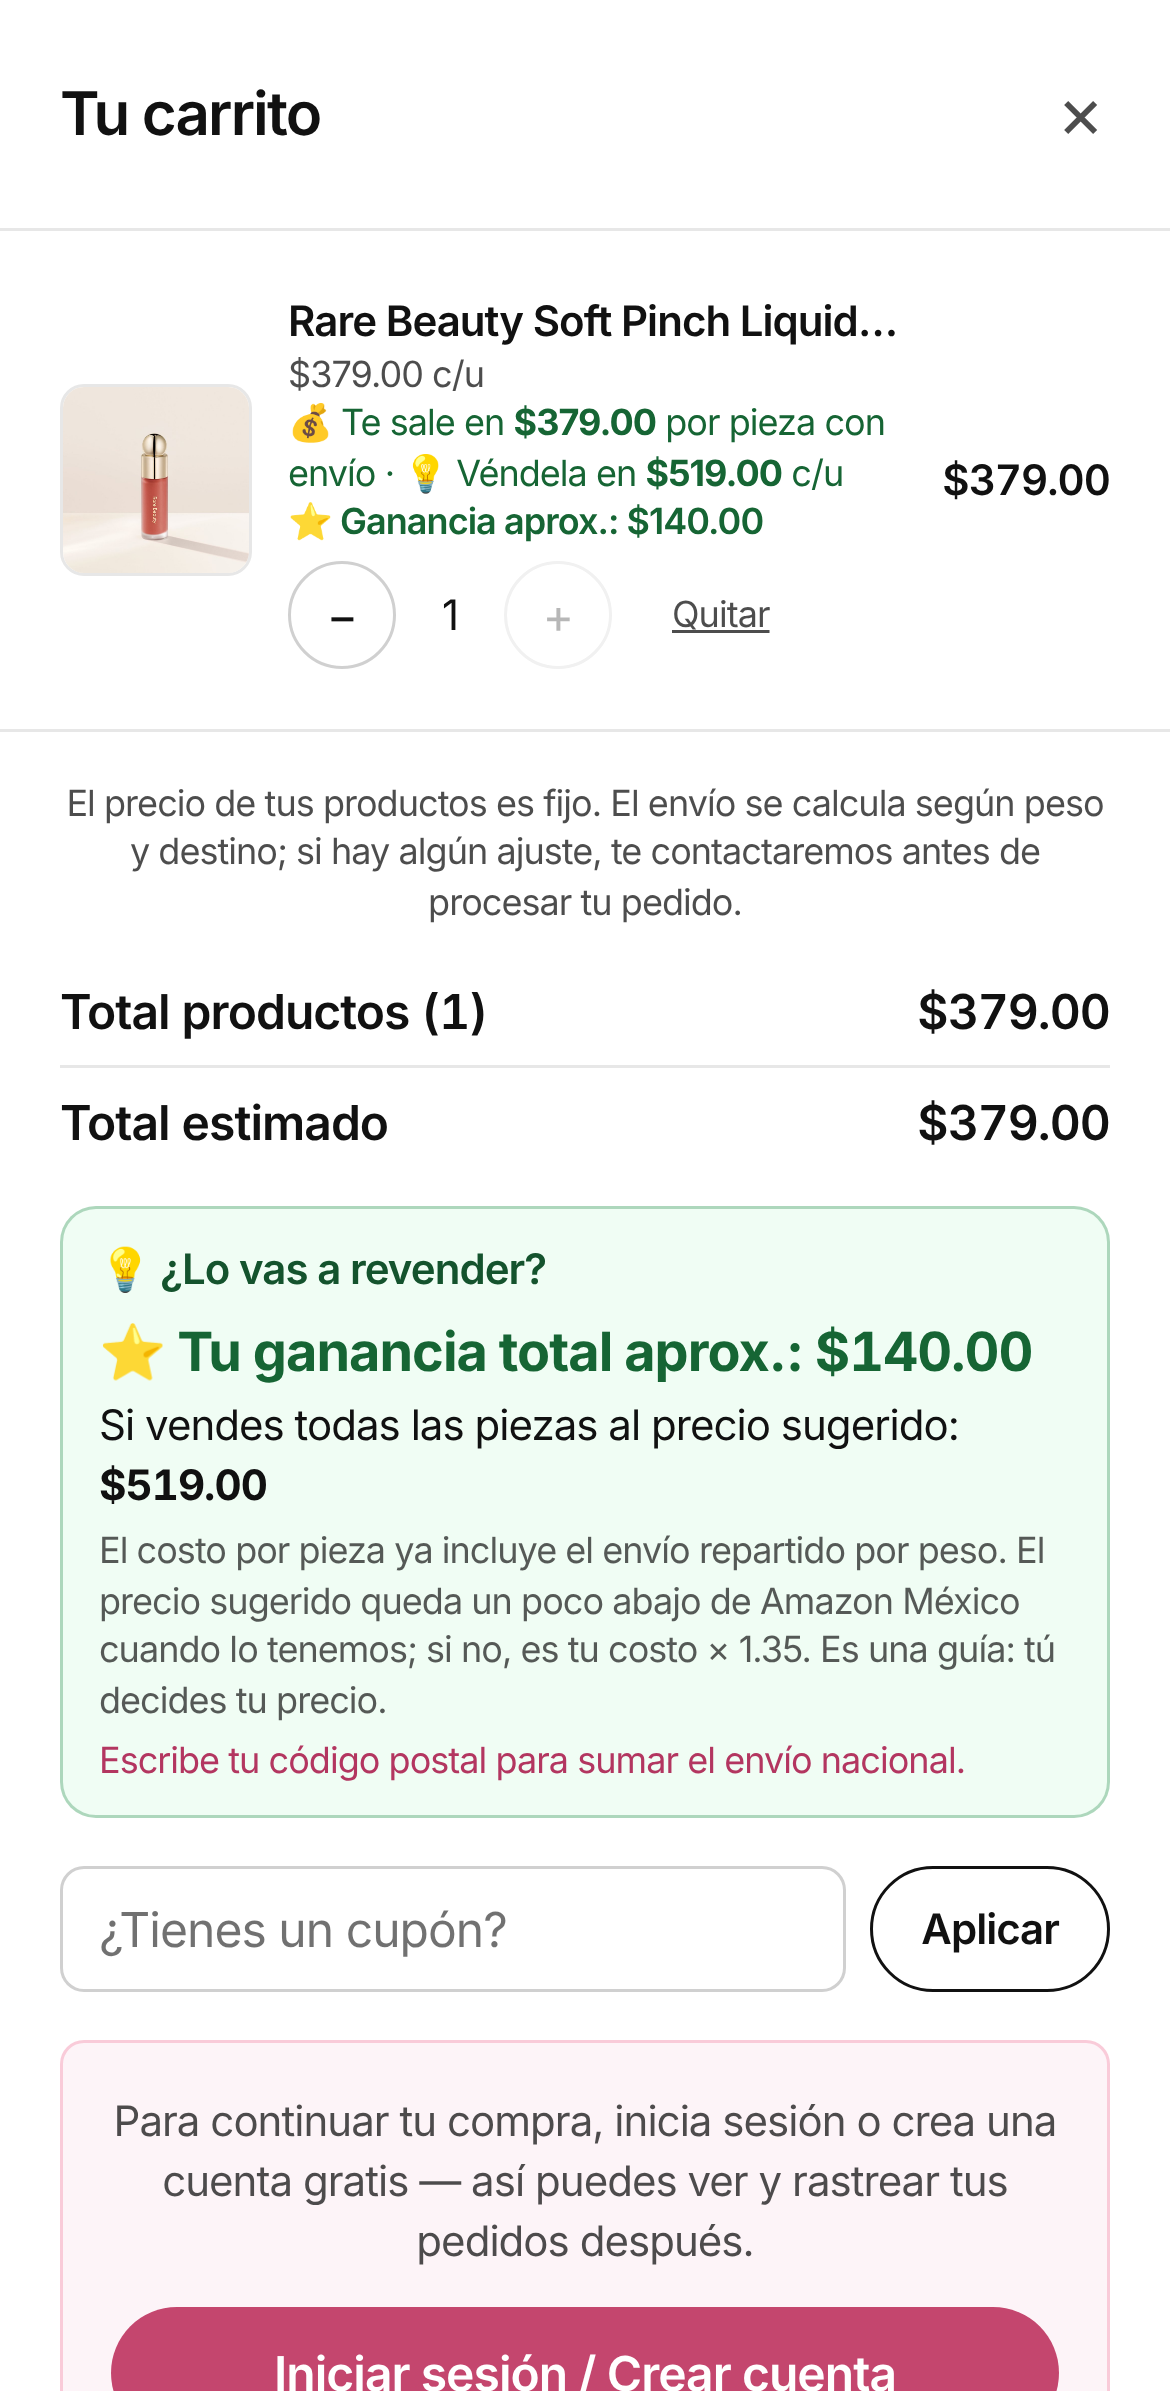 Tu carrito
×
Rare Beauty Soft Pinch Liquid...
$379.00 c/u
💰 Te sale en $379.00 por pieza con
envío · 💡 Véndela en $519.00 c/u
⭐ Ganancia aprox.: $140.00
$379.00
− 1 + Quitar
El precio de tus productos es fijo. El envío se calcula según peso
y destino; si hay algún ajuste, te contactaremos antes de
procesar tu pedido.
Total productos (1) $379.00
Total estimado $379.00
💡 ¿Lo vas a revender?
⭐ Tu ganancia total aprox.: $140.00
Si vendes todas las piezas al precio sugerido:
$519.00
El costo por pieza ya incluye el envío repartido por peso. El
precio sugerido queda un poco abajo de Amazon México
cuando lo tenemos; si no, es tu costo × 1.35. Es una guía: tú
decides tu precio.
Escribe tu código postal para sumar el envío nacional.
¿Tienes un cupón? Aplicar
Para continuar tu compra, inicia sesión o crea una
cuenta gratis — así puedes ver y rastrear tus
pedidos después.
Iniciar sesión / Crear cuenta